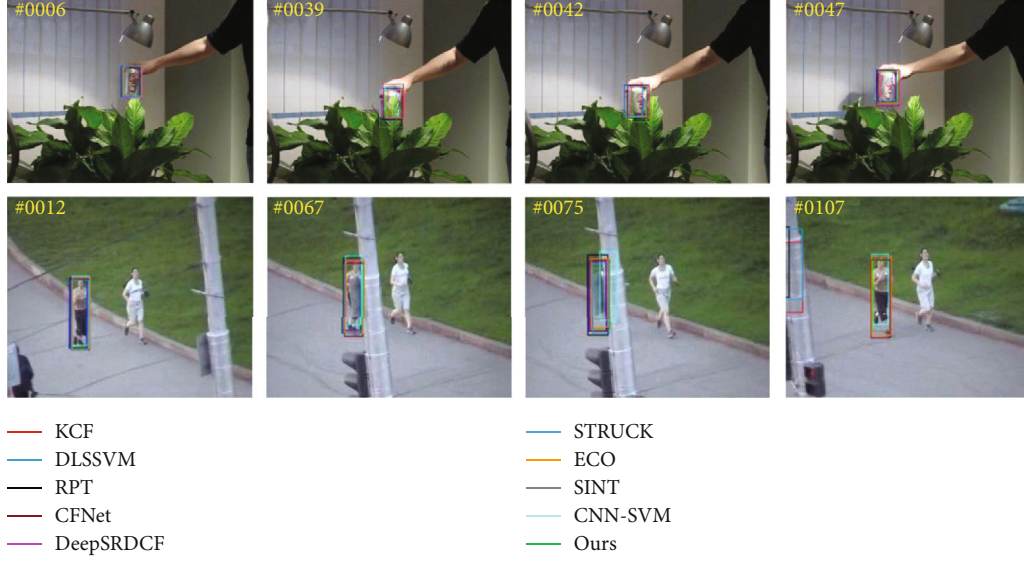 #0006
#0039
#0042
#0047
#0012
#0067
#0075
#0107
KCF
DLSSVM
RPT
CFNet
DeepSRDCF
STRUCK
ECO
SINT
CNN-SVM
Ours